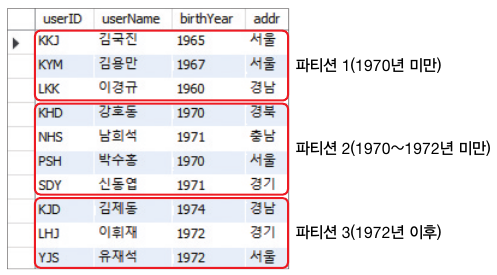 userID userName birthYear addr
KKJ 김국진 1965 서울
KYM 김용만 1967 서울
파티션 1(1970년 미만)
LKK 이경규 1960 경남
KHD 강호동 1970 경북
NHS 남희석 1971 충남
파티션 2(1970~1972년 미만)
PSH 박수홍 1970 서울
SDY 신동엽 1971 경기
KJD 김제동 1974 경남
LHJ 이휘재 1972 경기
파티션 3(1972년 이후)
YJS 유재석 1972 서울